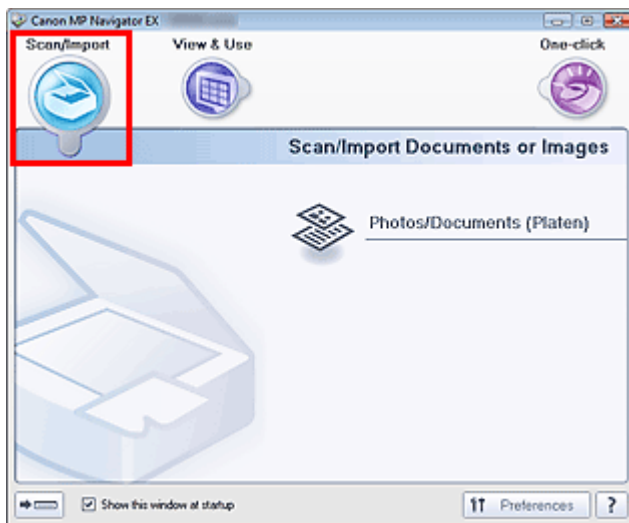 Canon MP Navigator EX
Scan/Import
View & Use
One-click
Scan/Import Documents or Images
Photos/Documents (Platen)
Show this window at startup
Preferences
?